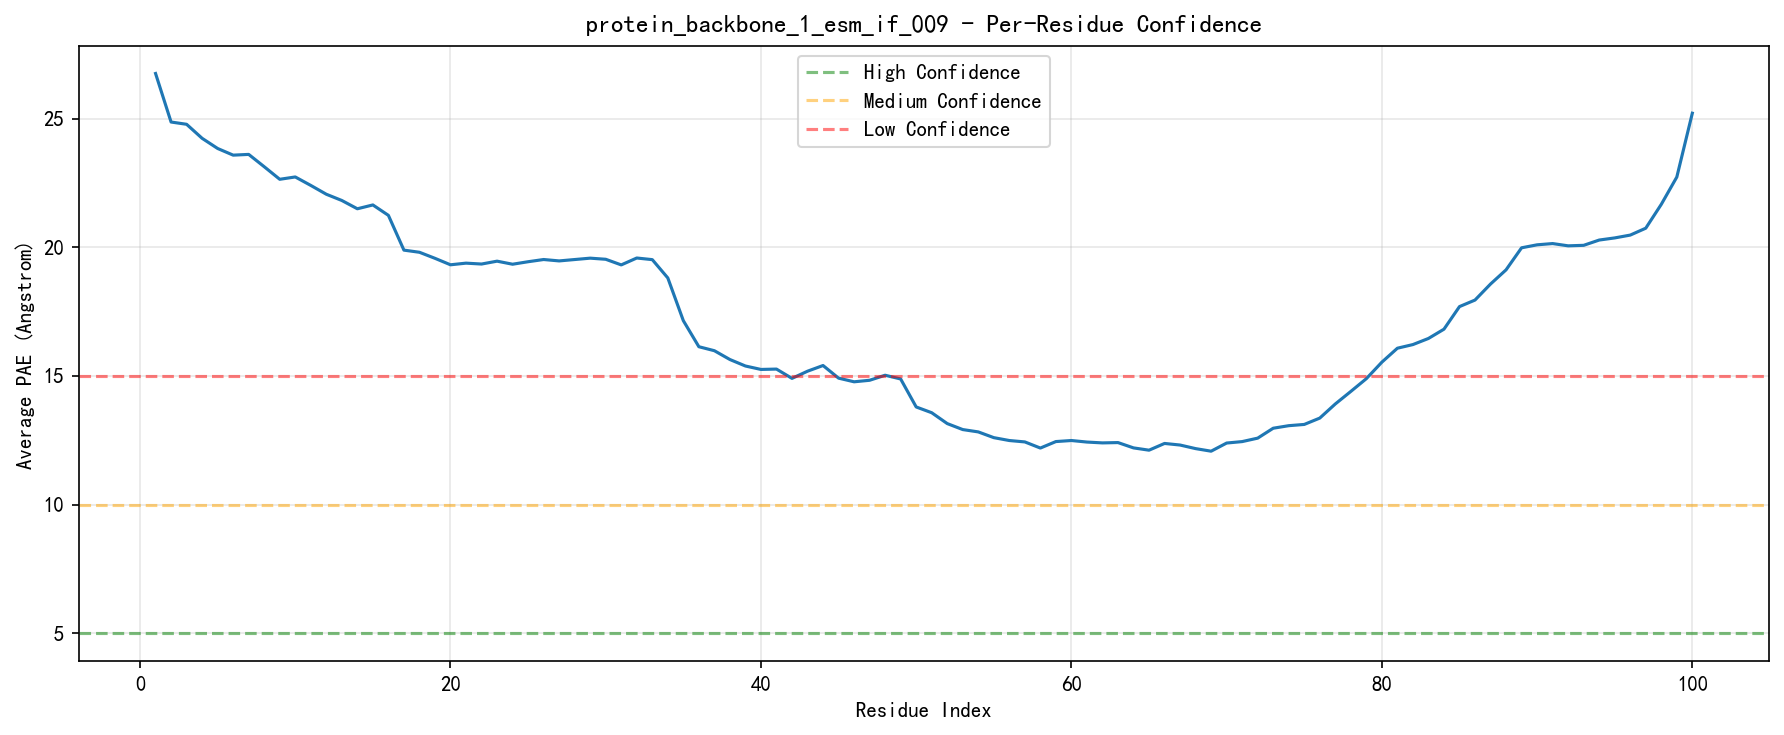 protein_backbone_1_esm_if_009 - Per-Residue Confidence
High Confidence
Medium Confidence
Low Confidence
Average PAE (Angstrom)
25
20
15
10
5
0 20 40 60 80 100
Residue Index